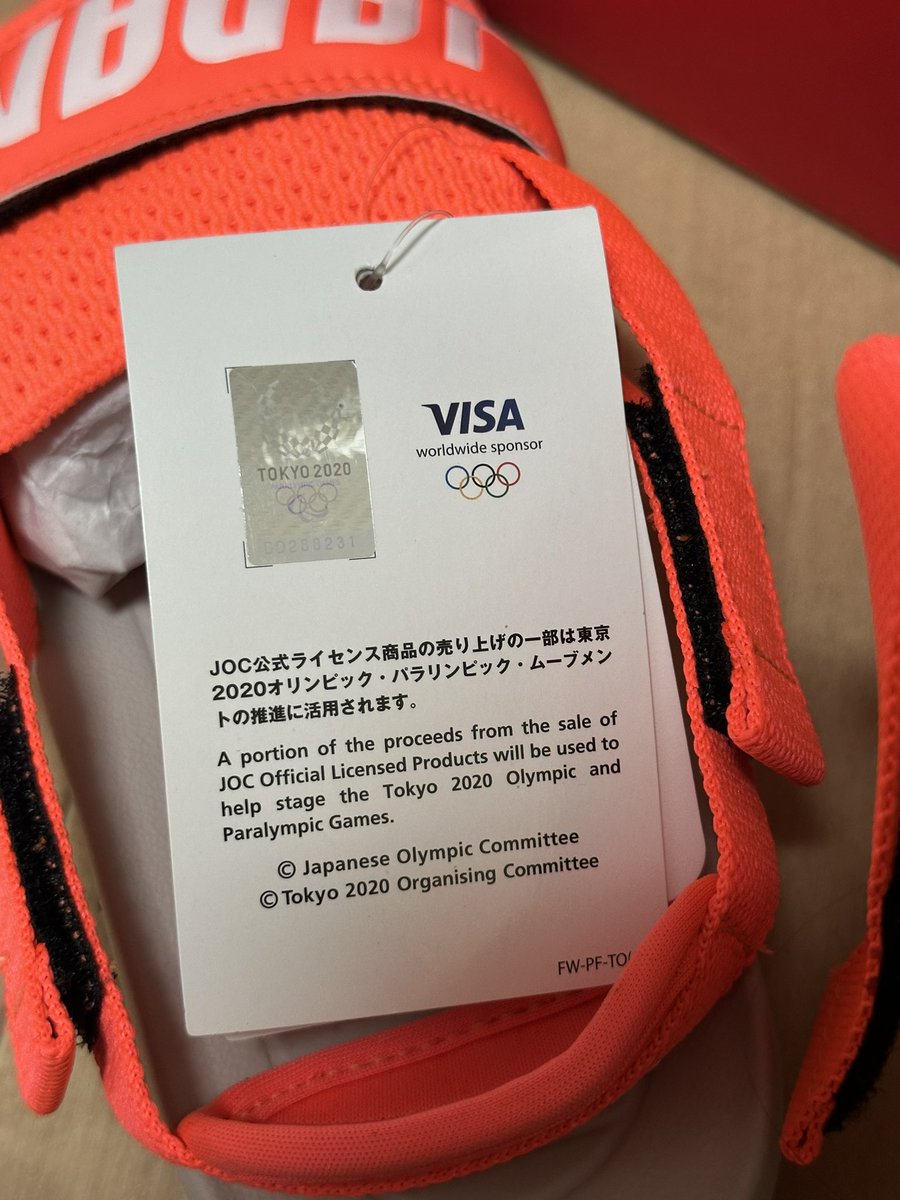 TOKYO 2020
VISA
worldwide sponsor
JOC公式ライセンス商品の売り上げの一部は東京
2020オリンピック・パラリンピック・ムーブメン
トの推進に活用されます。
A portion of the proceeds from the sale of
JOC Official Licensed Products will be used to
help stage the Tokyo 2020 Olympic and
Paralympic Games.
© Japanese Olympic Committee
©Tokyo 2020 Organising Committee
FW-PF-TO